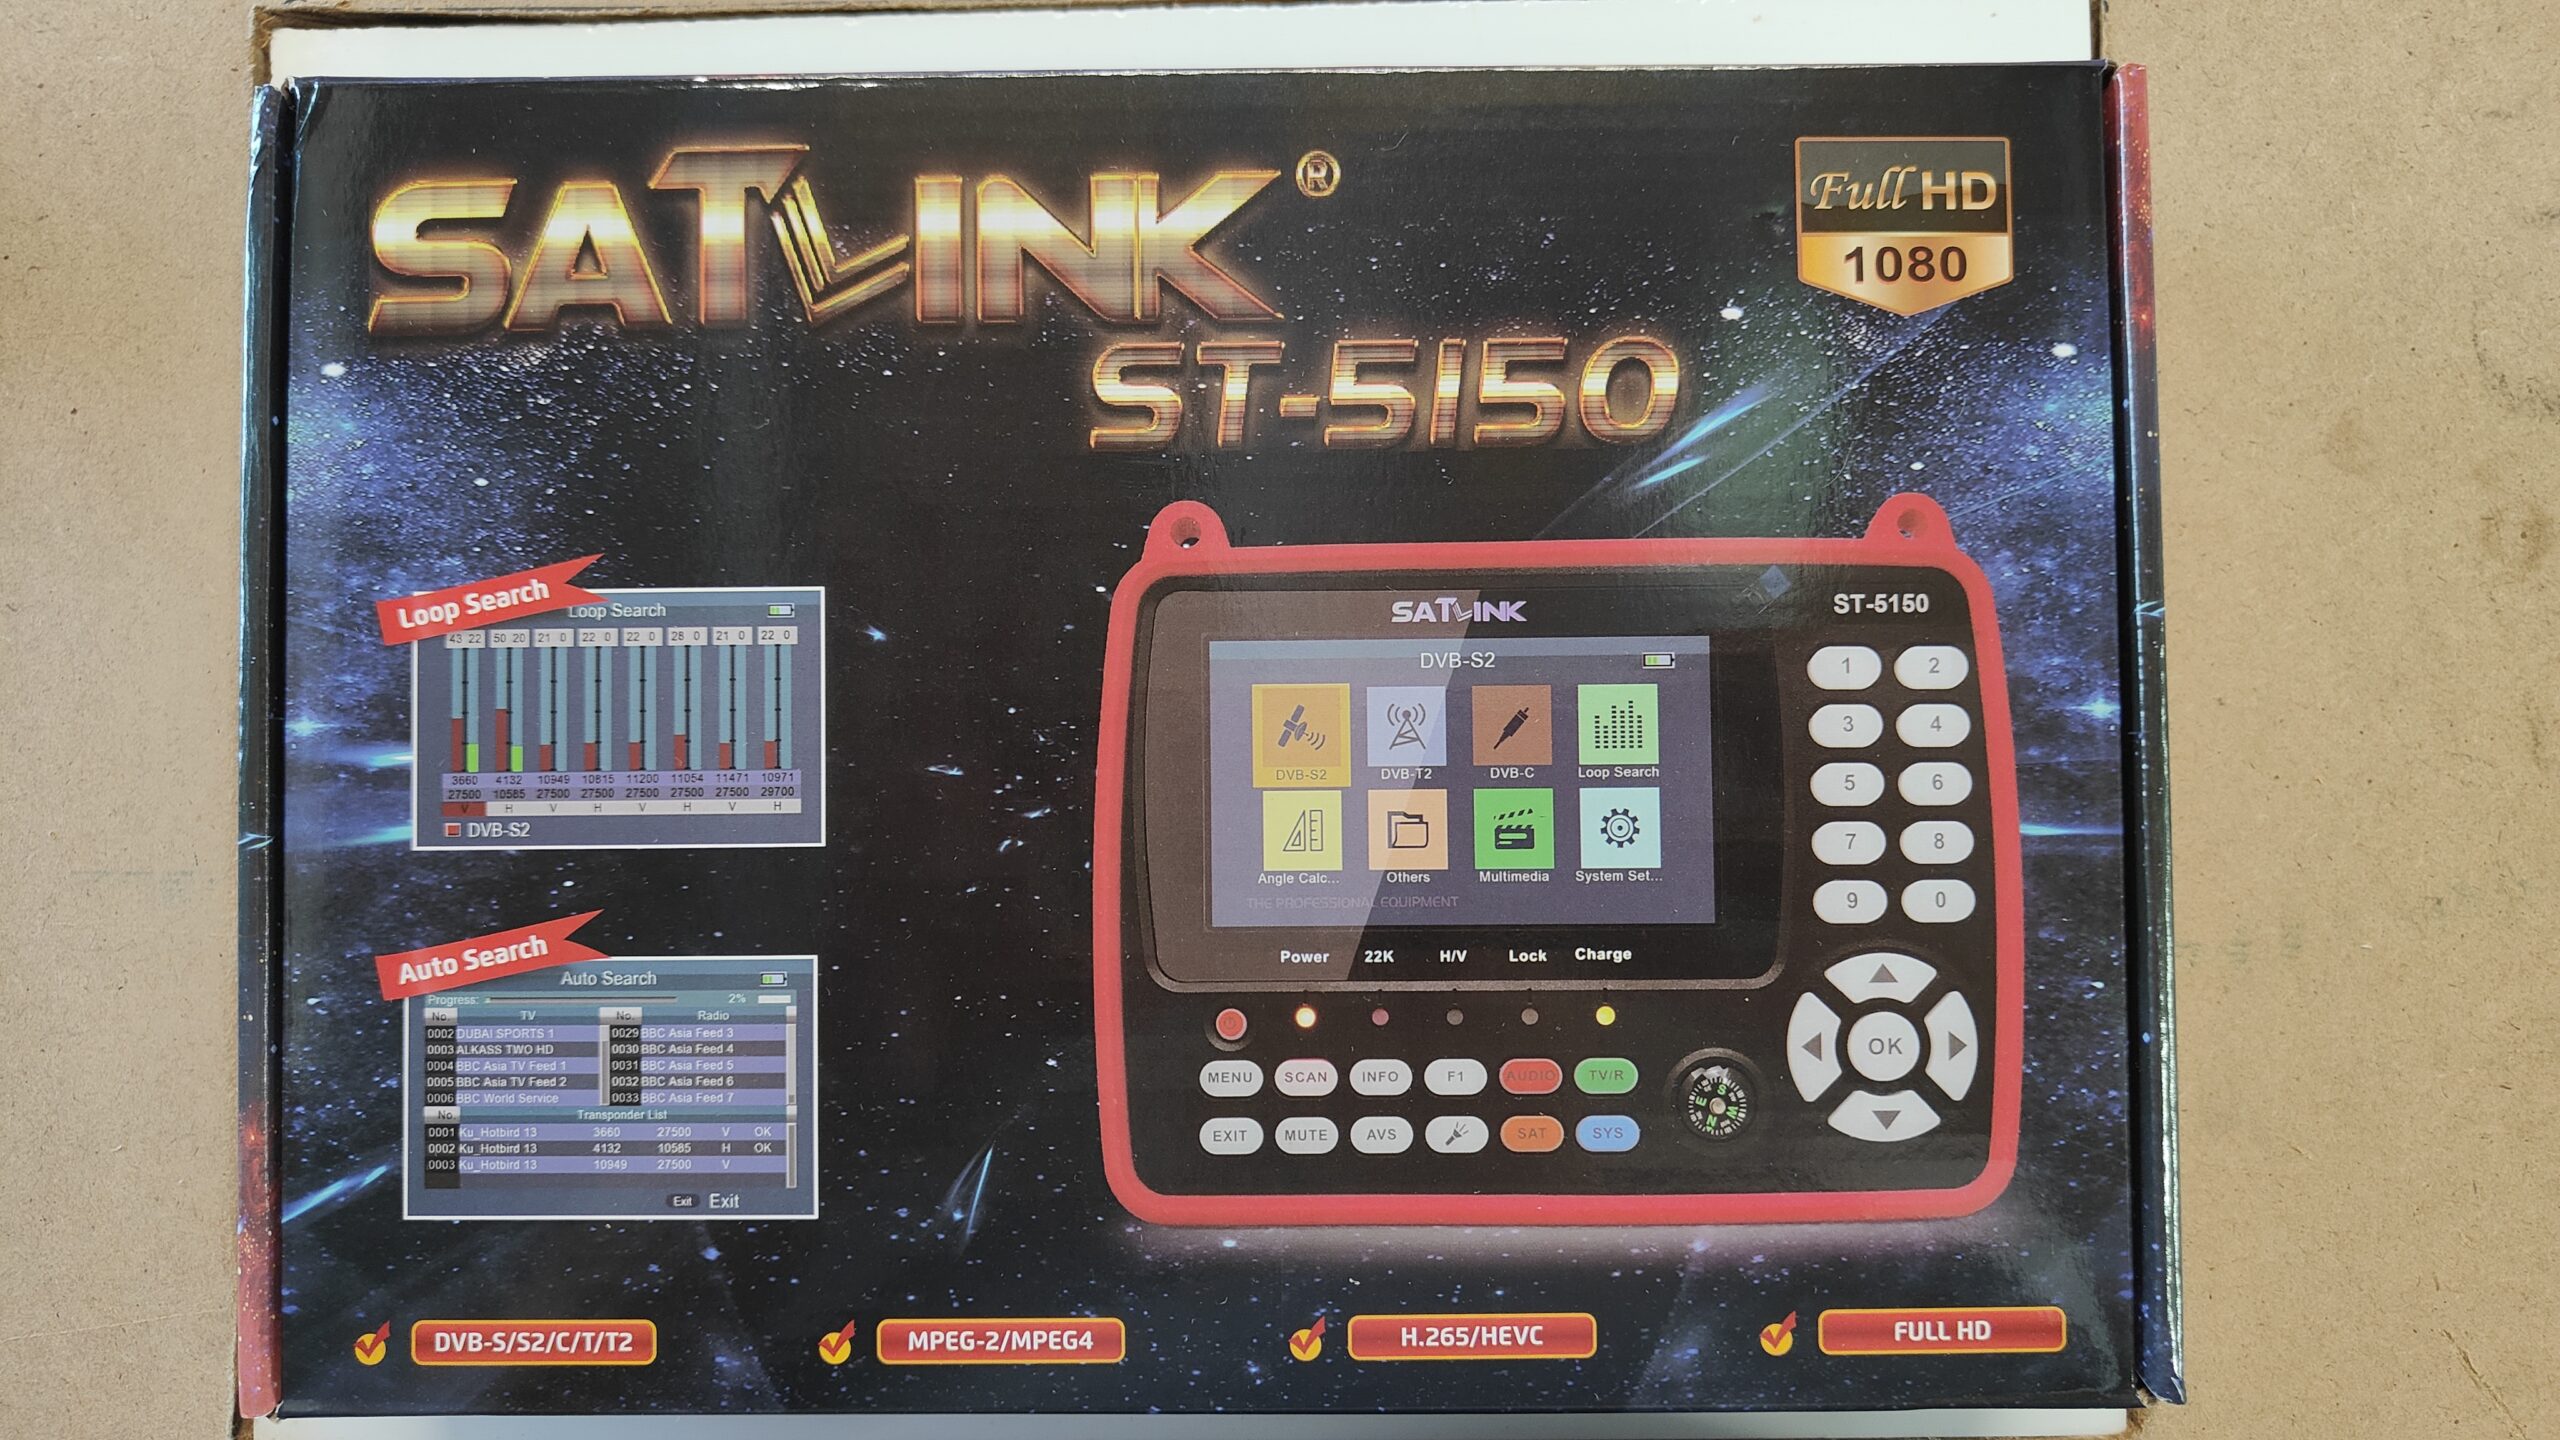 SATLINK®
Full HD
1080
ST-5150
Loop Search
Loop Search
43 22 50 20 21 0 22 0 22 0 28 0 21 0 22 0
3660 4132 10949 10815 11200 11054 11471 10971
27500 10585 27500 27500 27500 27500 27500 29700
V H V H V H V H
DVB-S2
Auto Search
Auto Search
Progress: 2%
No. TV No. Radio
0002 DUBAI SPORTS 1 0029 BBC Asia Feed 3
0003 ALKASS TWO HD 0030 BBC Asia Feed 4
0004 BBC Asia TV Feed 1 0031 BBC Asia Feed 5
0005 BBC Asia TV Feed 2 0032 BBC Asia Feed 6
0006 BBC World Service 0033 BBC Asia Feed 7
No. Transponder List
0001 Ku_Hotbird 13 3660 27500 V OK
0002 Ku_Hotbird 13 4132 10585 H OK
0003 Ku_Hotbird 13 10949 27500 V
Exit Exit
SATLINK
ST-5150
DVB-S2
DVB-S2 DVB-T2 DVB-C Loop Search
Angle Calc... Others Multimedia System Set...
THE PROFESSIONAL EQUIPMENT
Power 22K H/V Lock Charge
1 2
3 4
5 6
7 8
9 0
OK
MENU SCAN INFO F1 AUDIO TV/R
EXIT MUTE AVS SAT SYS
S
E W
N
DVB-S/S2/C/T/T2
MPEG-2/MPEG4
H.265/HEVC
FULL HD